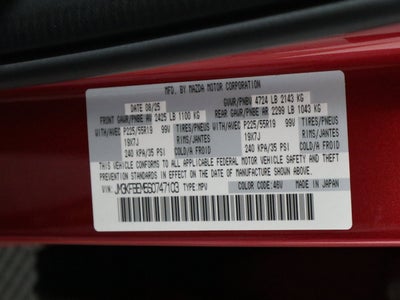 MFD BY MAZDA MOTOR CORPORATION
DATE 08/25 GVWR/PNBV 4724 LB 2143 KG
FRONT GAWR/PNBE AV 2425 LB 1100 KG REAR GAWR/PNBE AR 2299 LB 1043 KG
WITH/AVEC P225/55R19 99V TIRES/PNEUS WITH/AVEC P225/55R19 99V TIRES/PNEUS
19X7J RIMS/JANTES 19X7J RIMS/JANTES
240 KPA/35 PSI COLD/A FROID 240 KPA/35 PSI COLD/A FROID
THIS VEHICLE CONFORMS TO ALL APPLICABLE FEDERAL MOTOR VEHICLE SAFETY AND THEFT
PREVENTION STANDARDS IN EFFECT ON THE DATE OF MANUFACTURE SHOWN ABOVE.
VIN: JM3KFBEM5S0747103 TYPE:MPV COLOR CODE:46V MADE IN JAPAN